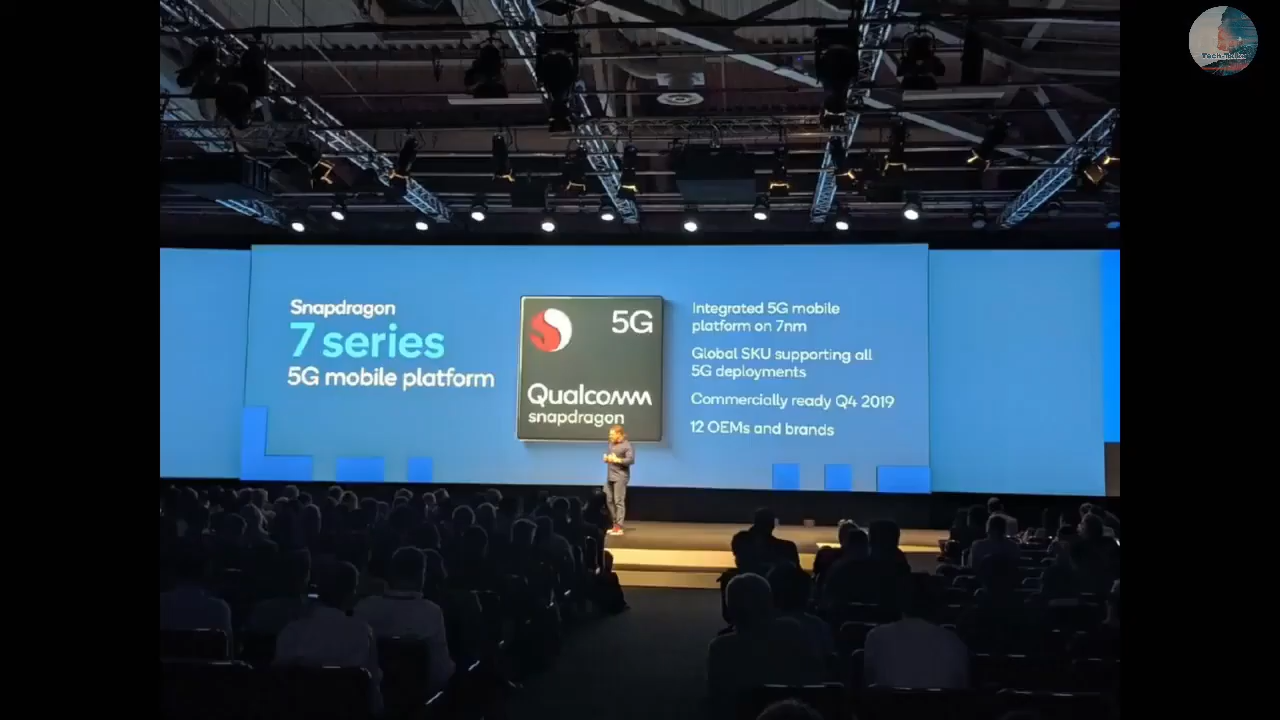 Snapdragon
7 series
5G mobile platform
5G
Qualcomm
snapdragon
Integrated 5G mobile
platform on 7nm
Global SKU supporting all
5G deployments
Commercially ready Q4 2019
12 OEMs and brands